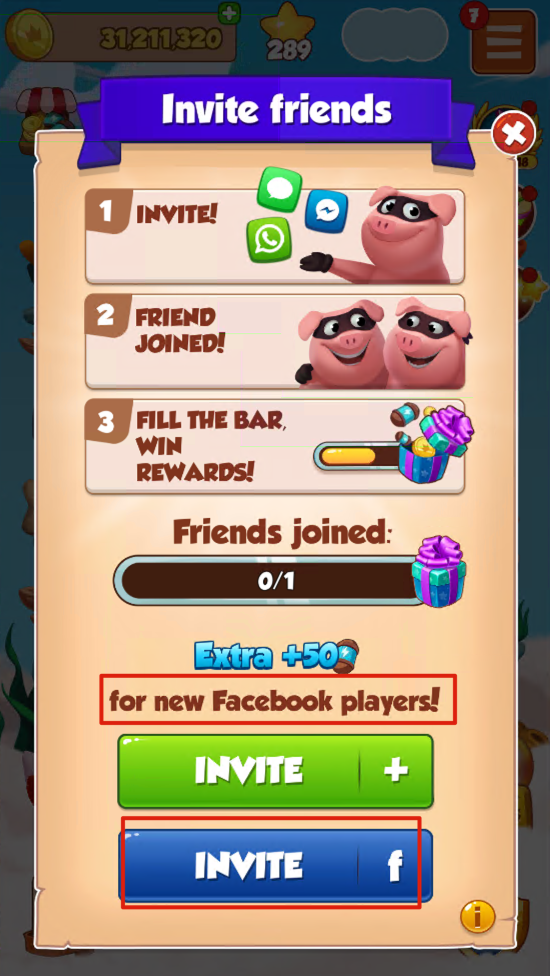 31,211,320
289
7
Invite friends
1
INVITE!
2
FRIEND
JOINED!
3
FILL THE BAR,
WIN
REWARDS!
Friends joined:
0/1
Extra +50
for new Facebook players!
INVITE +
INVITE f
i